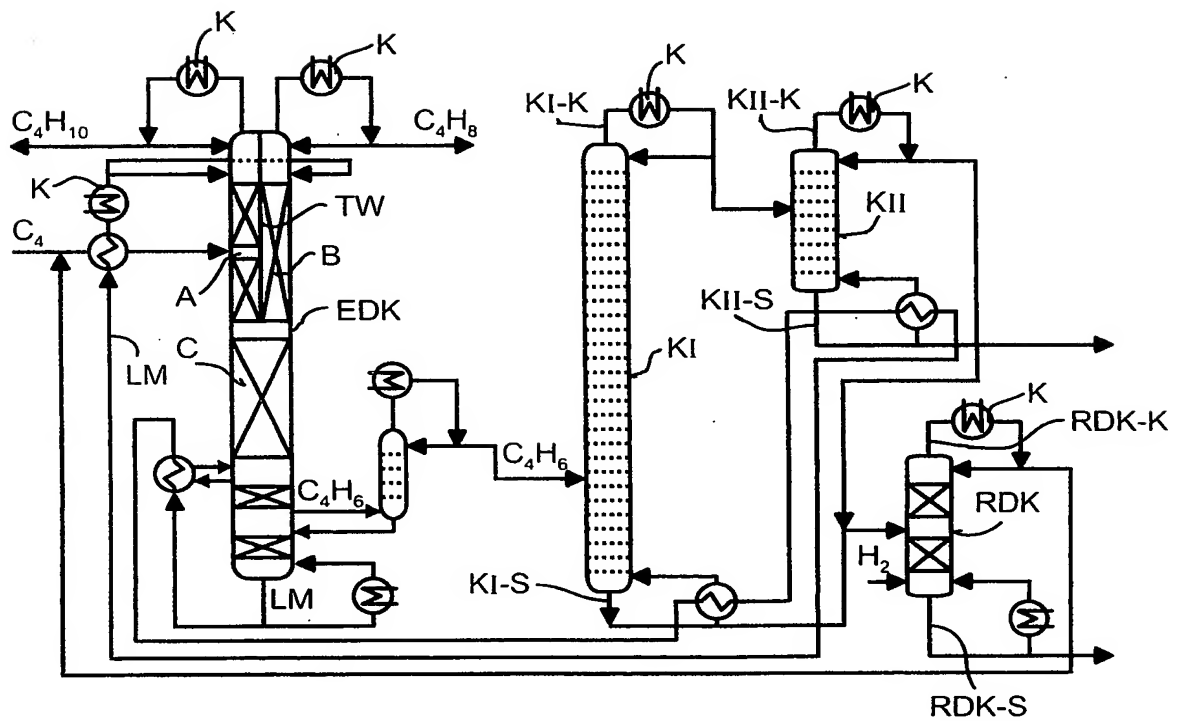 K
K
K
K
KI-K
KII-K
C₄H₁₀
C₄H₈
K
TW
KII
C₄
B
A
KII-S
EDK
C
KI
LM
K
RDK-K
C₄H₆
C₄H₆
RDK
H₂
KI-S
LM
RDK-S